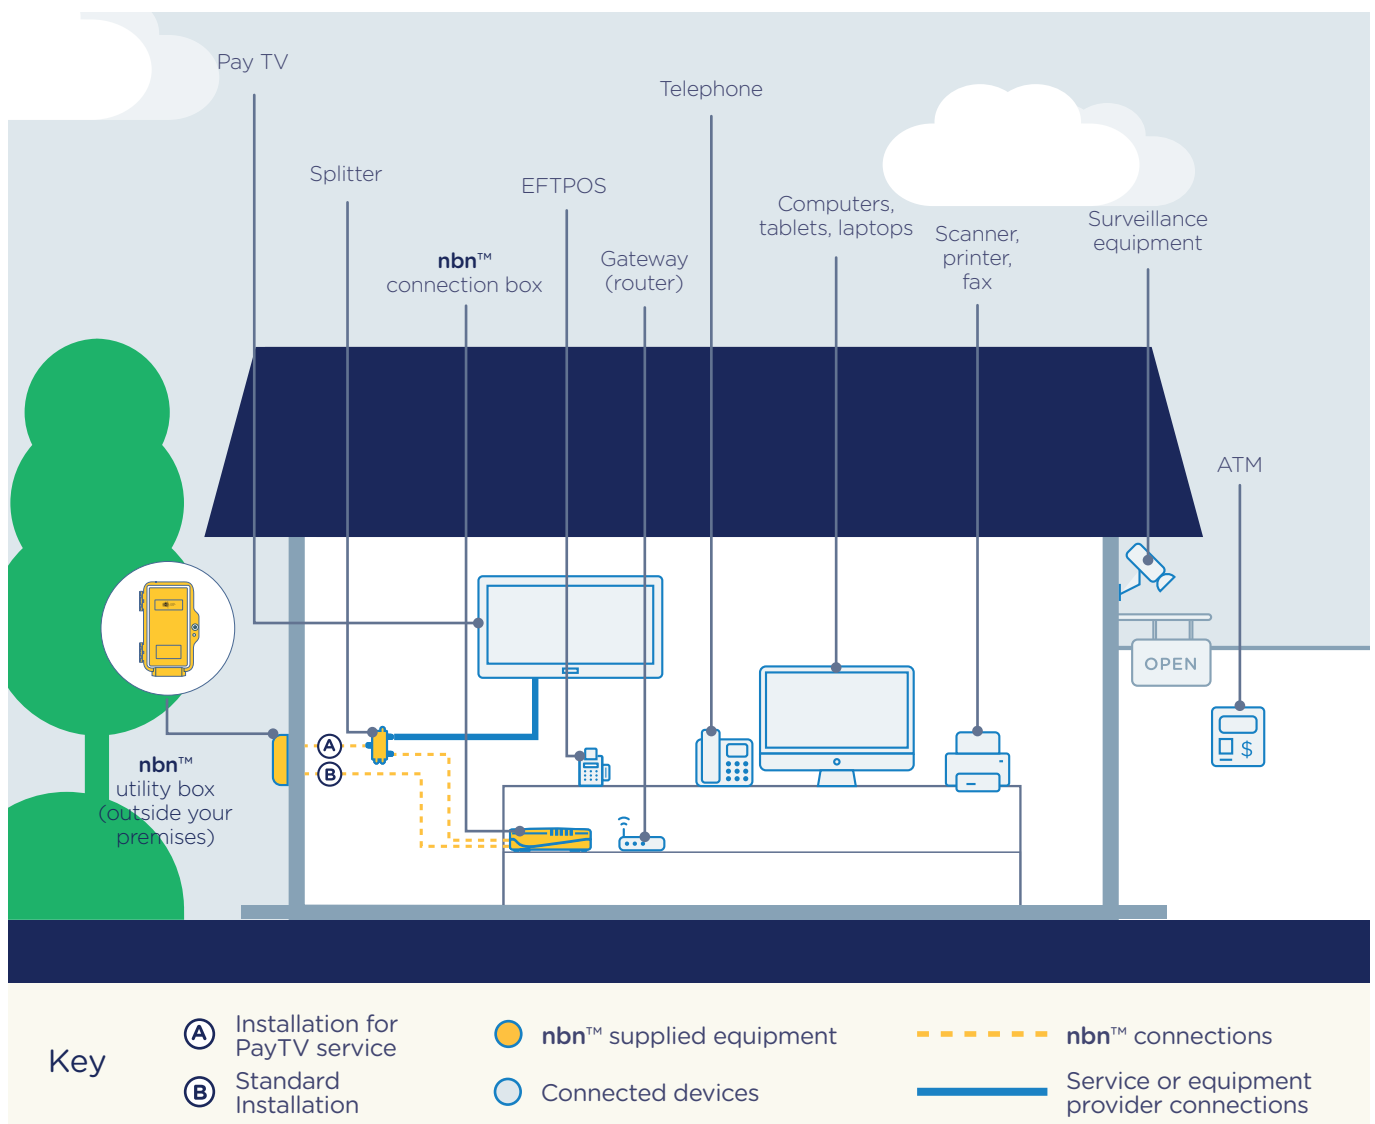 Pay TV
Telephone
Splitter
EFTPOS
Computers,
tablets, laptops
Surveillance
equipment
Scanner,
printer,
fax
nbn™
connection box
Gateway
(router)
ATM
OPEN
$
A
B
nbn™
utility box
(outside your
premises)
Key
A Installation for
PayTV service
B Standard
Installation
nbn™ supplied equipment
Connected devices
nbn™ connections
Service or equipment
provider connections